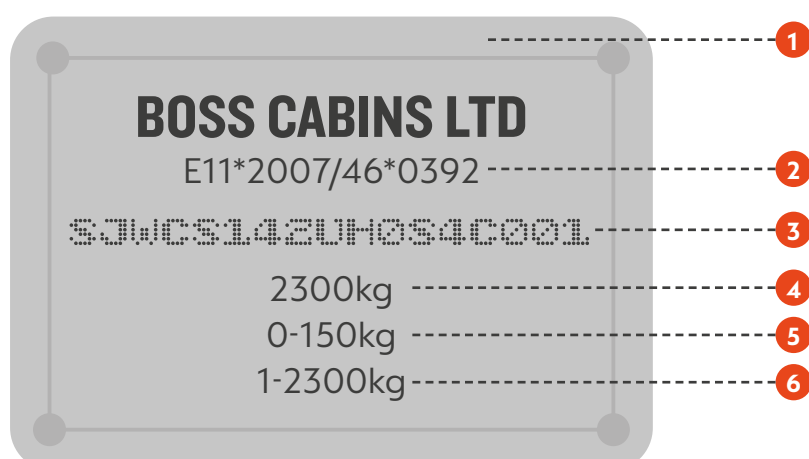 1
BOSS CABINS LTD
E11*2007/46*0392 2
SJWCS142UH0S4C001 3
2300kg 4
0-150kg 5
1-2300kg 6